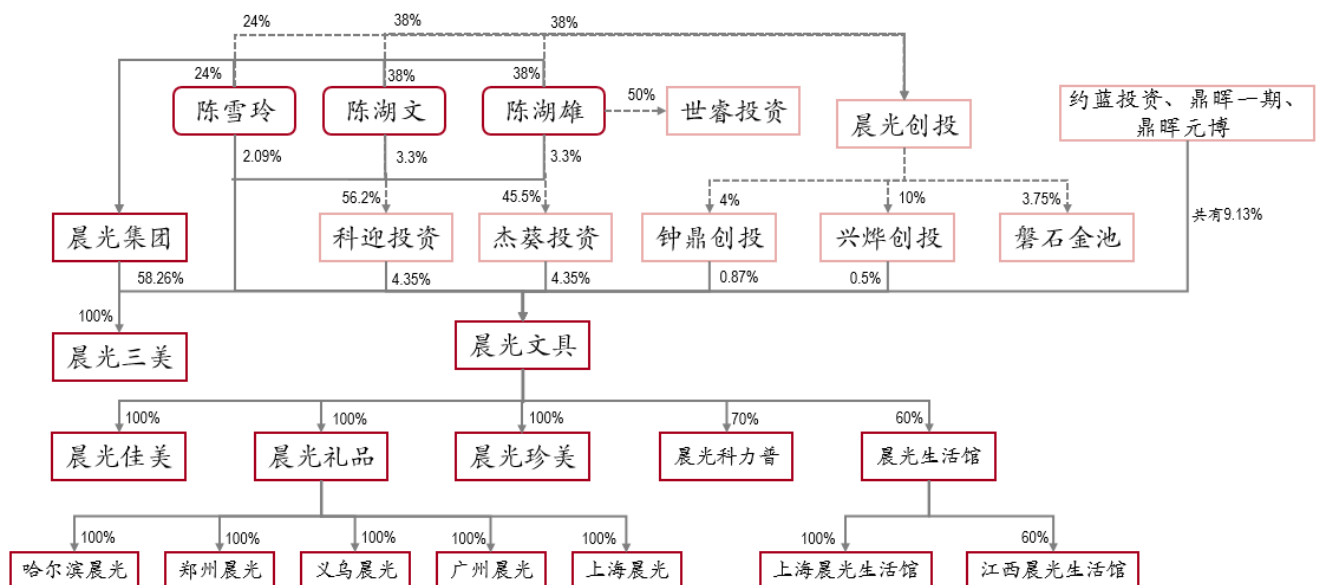 24%
38%
38%
24%
38%
38%
陈雪玲
陈湖文
陈湖雄
50%
世睿投资
晨光创投
约蓝投资、鼎晖一期、
鼎晖元博
2.09%
3.3%
3.3%
56.2%
45.5%
4%
10%
3.75%
共有9.13%
晨光集团
科迎投资
杰葵投资
钟鼎创投
兴烨创投
磐石金池
58.26%
4.35%
4.35%
0.87%
0.5%
100%
晨光三美
晨光文具
100%
100%
100%
70%
60%
晨光佳美
晨光礼品
晨光珍美
晨光科力普
晨光生活馆
100%
100%
100%
100%
100%
100%
60%
哈尔滨晨光
郑州晨光
义乌晨光
广州晨光
上海晨光
上海晨光生活馆
江西晨光生活馆